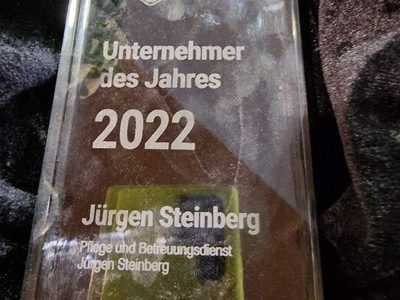 Unternehmer
des Jahres
2022
Jürgen Steinberg
Pflege und Betreuungsdienst
Jürgen Steinberg